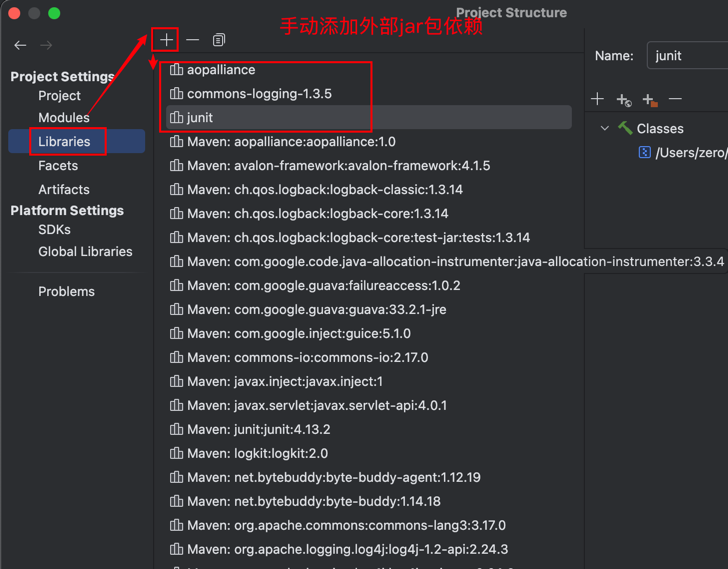 Project Structure
手动添加外部jar包依赖
Project Settings
Project
Modules
Libraries
Facets
Artifacts
Platform Settings
SDKs
Global Libraries
Problems
aopalliance
commons-logging-1.3.5
junit
Maven: aopalliance:aopalliance:1.0
Maven: avalon-framework:avalon-framework:4.1.5
Maven: ch.qos.logback:logback-classic:1.3.14
Maven: ch.qos.logback:logback-core:1.3.14
Maven: ch.qos.logback:logback-core:test-jar:tests:1.3.14
Maven: com.google.code.java-allocation-instrumenter:java-allocation-instrumenter:3.3.4
Maven: com.google.guava:failureaccess:1.0.2
Maven: com.google.guava:guava:33.2.1-jre
Maven: com.google.inject:guice:5.1.0
Maven: commons-io:commons-io:2.17.0
Maven: javax.inject:javax.inject:1
Maven: javax.servlet:javax.servlet-api:4.0.1
Maven: junit:junit:4.13.2
Maven: logkit:logkit:2.0
Maven: net.bytebuddy:byte-buddy-agent:1.12.19
Maven: net.bytebuddy:byte-buddy:1.14.18
Maven: org.apache.commons:commons-lang3:3.17.0
Maven: org.apache.logging.log4j:log4j-1.2-api:2.24.3
Name: junit
Classes
/Users/zero/